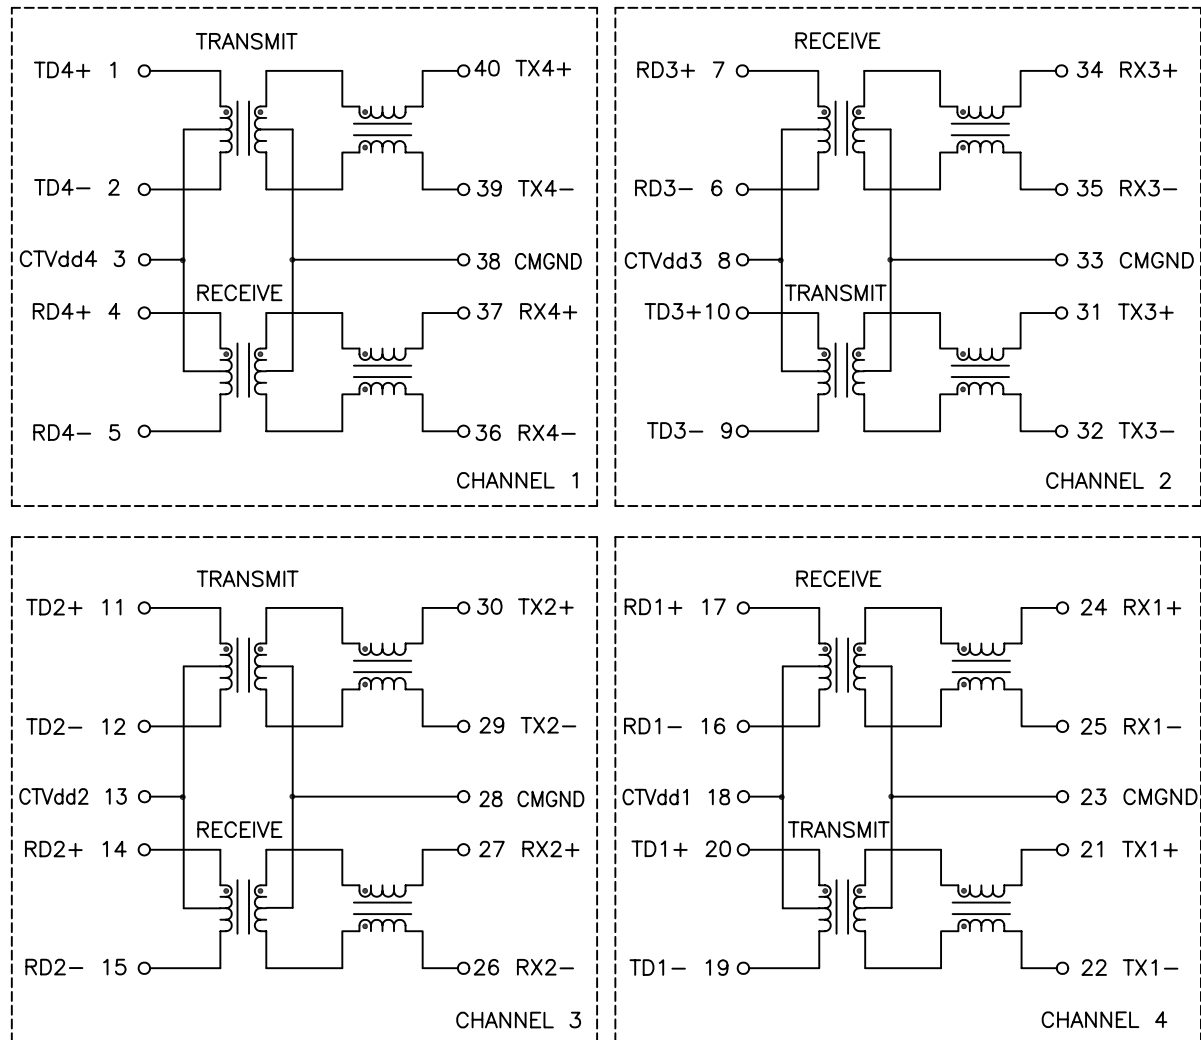 TRANSMIT
TD4+ 1
40 TX4+
TD4- 2
39 TX4-
CTVdd4 3
38 CMGND
RECEIVE
RD4+ 4
37 RX4+
RD4- 5
36 RX4-
CHANNEL 1
RECEIVE
RD3+ 7
34 RX3+
RD3- 6
35 RX3-
CTVdd3 8
33 CMGND
TRANSMIT
TD3+ 10
31 TX3+
TD3- 9
32 TX3-
CHANNEL 2
TRANSMIT
TD2+ 11
30 TX2+
TD2- 12
29 TX2-
CTVdd2 13
28 CMGND
RECEIVE
RD2+ 14
27 RX2+
RD2- 15
26 RX2-
CHANNEL 3
RECEIVE
RD1+ 17
24 RX1+
RD1- 16
25 RX1-
CTVdd1 18
23 CMGND
TRANSMIT
TD1+ 20
21 TX1+
TD1- 19
22 TX1-
CHANNEL 4